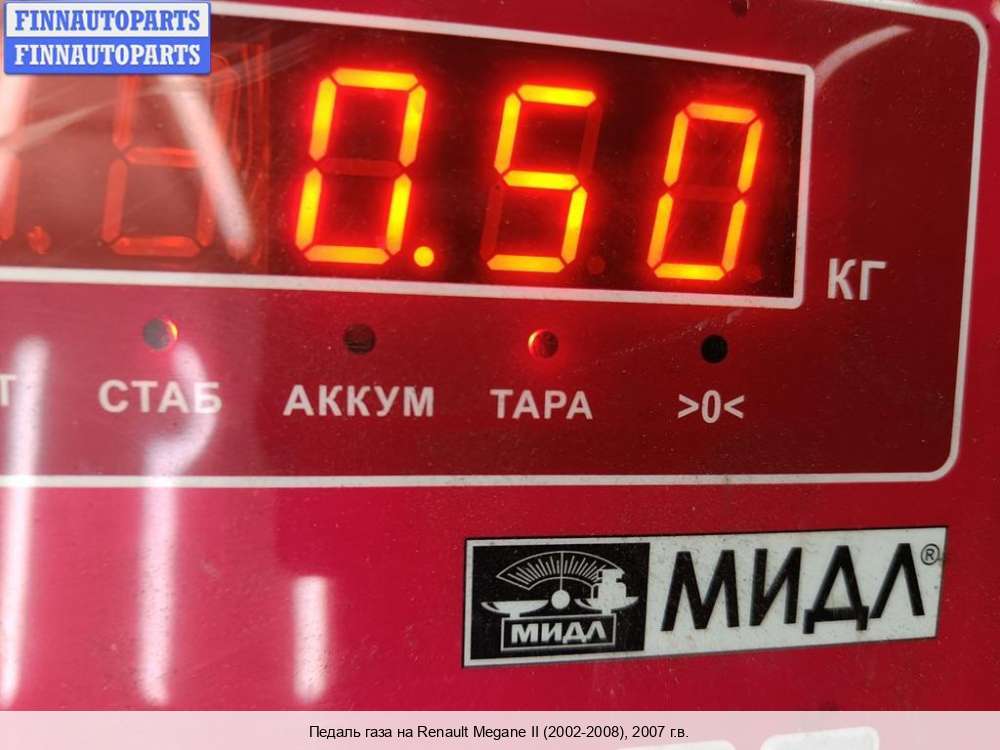 FINNAUTOPARTS
FINNAUTOPARTS
0.50
КГ
СТАБ АККУМ ТАРА >0<
МИДЛ МИДЛ®
Педаль газа на Renault Megane II (2002-2008), 2007 г.в.